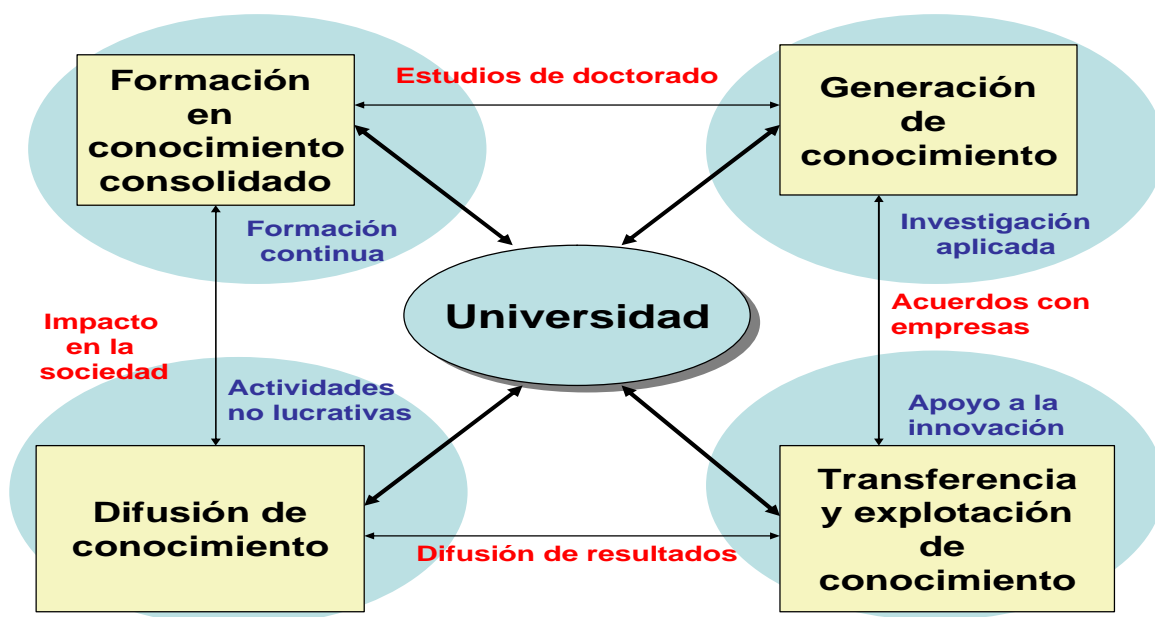 Formación
en
conocimiento
consolidado
Estudios de doctorado
Generación
de
conocimiento
Formación
continua
Investigación
aplicada
Universidad
Impacto
en la
sociedad
Acuerdos con
empresas
Actividades
no lucrativas
Apoyo a la
innovación
Difusión de
conocimiento
Difusión de resultados
Transferencia
y explotación
de
conocimiento